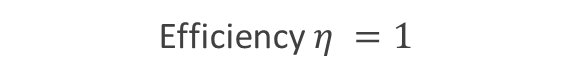 Efficiency η = 1